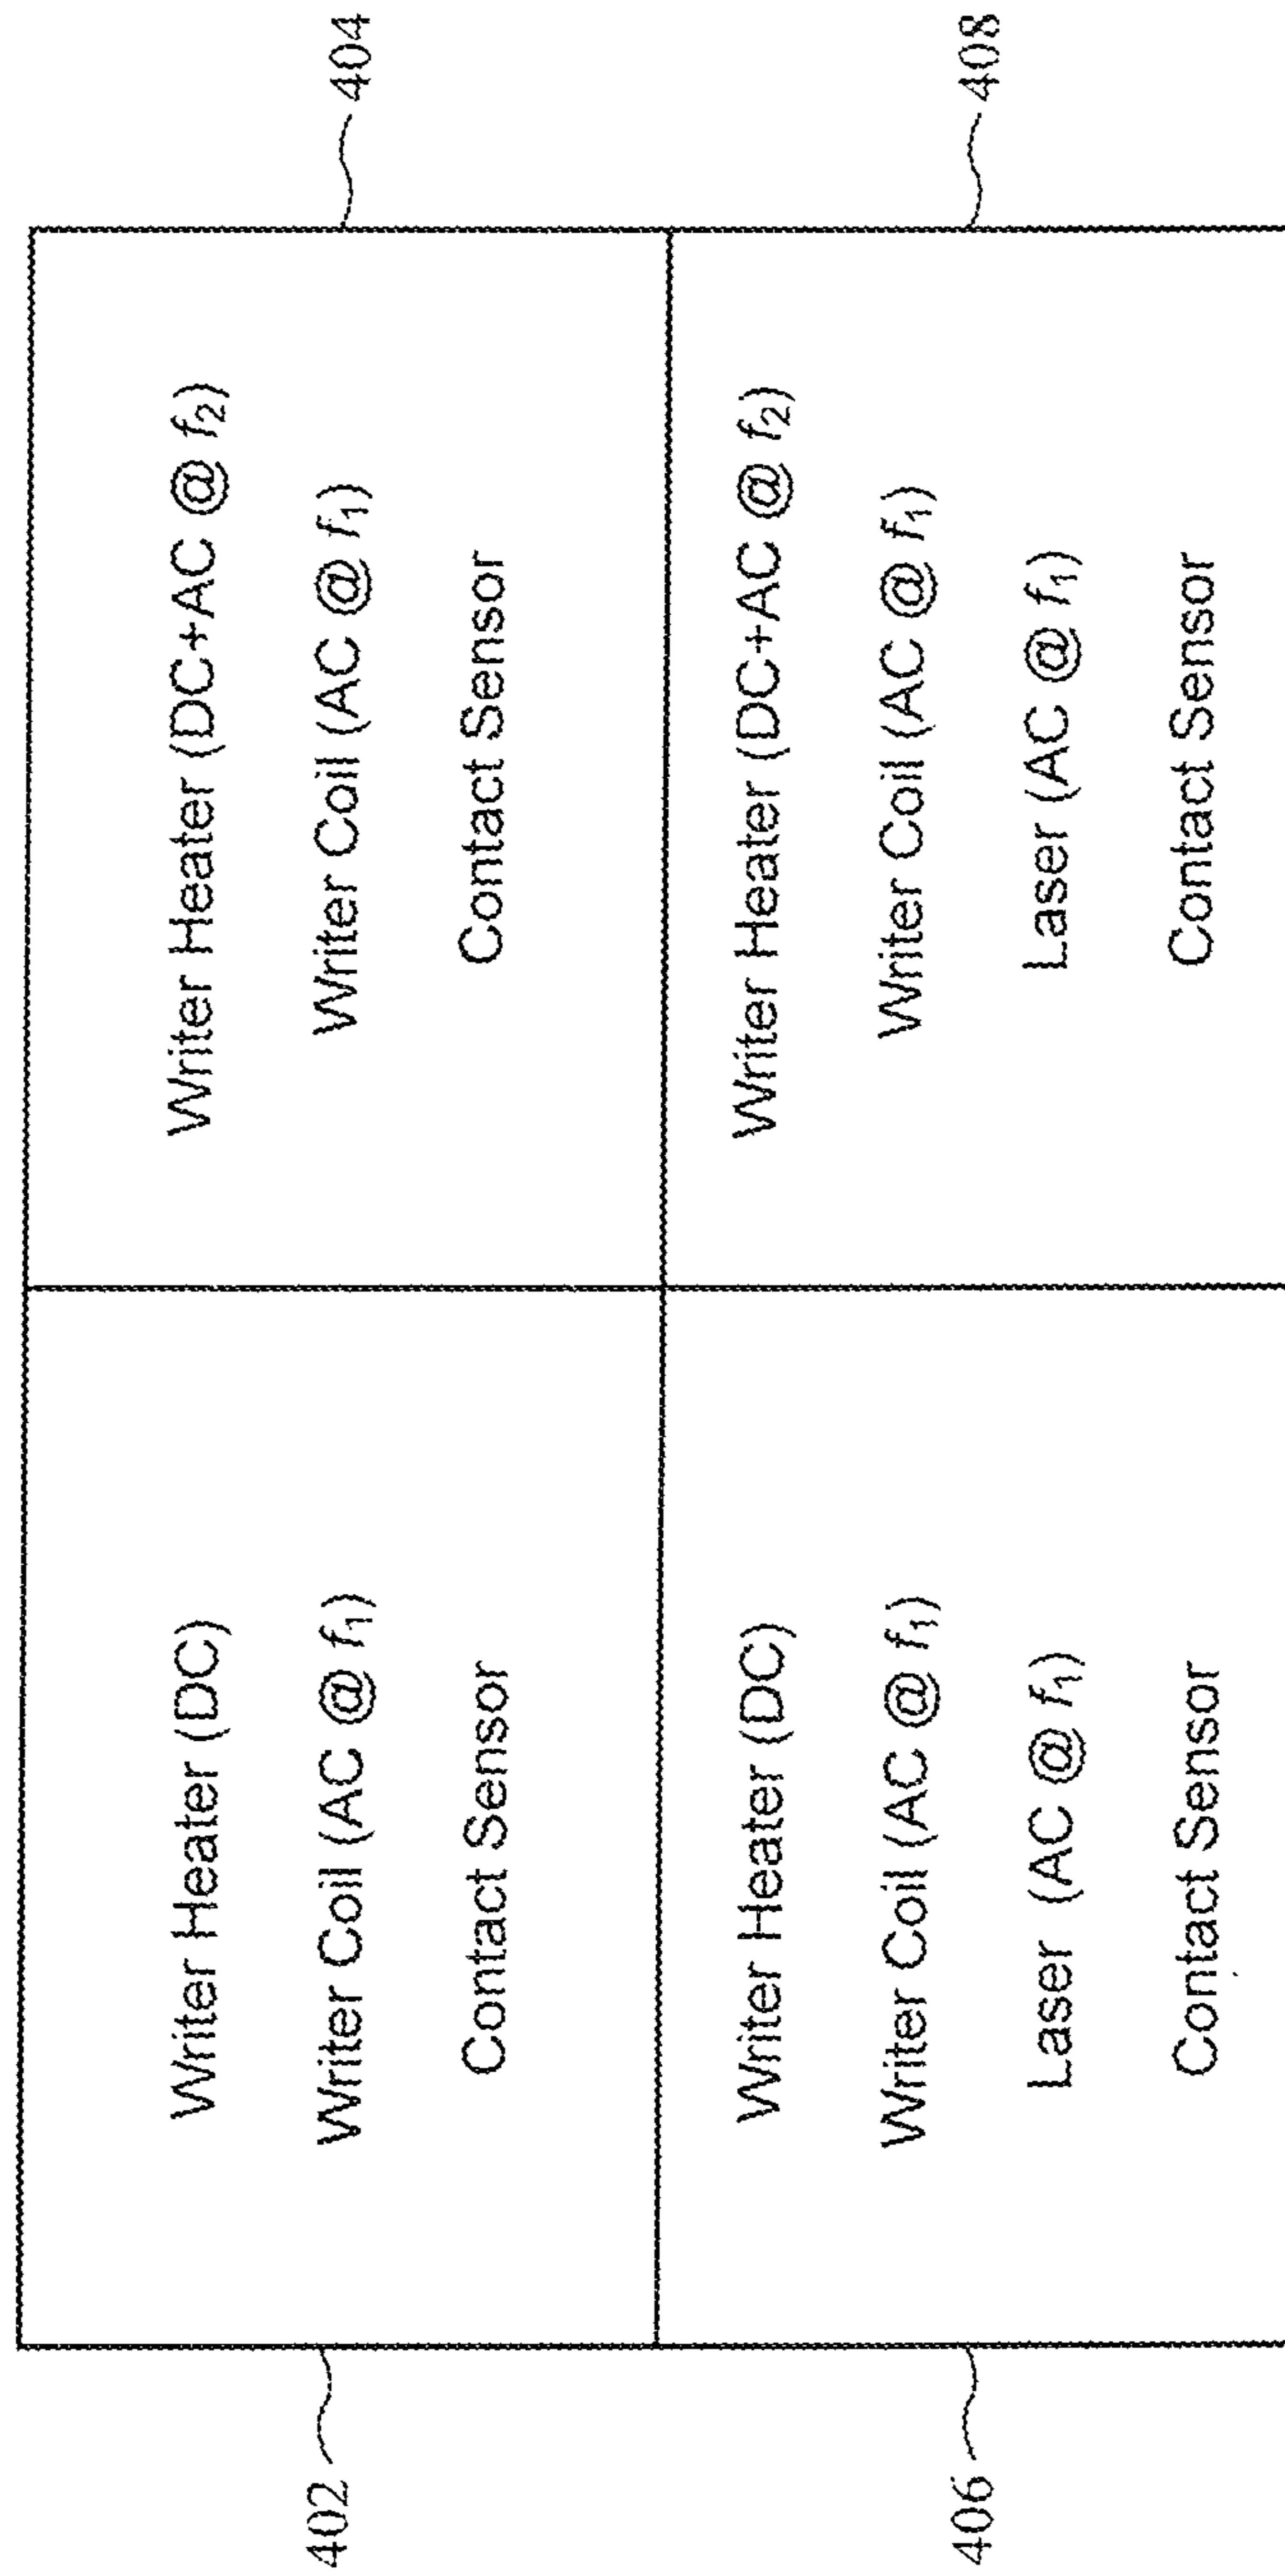 402
Writer Heater (DC)
Writer Coil (AC @ f₁)
Contact Sensor
404
Writer Heater (DC+AC @ f₂)
Writer Coil (AC @ f₁)
Contact Sensor
406
Writer Heater (DC)
Writer Coil (AC @ f₁)
Laser (AC @ f₁)
Contact Sensor
408
Writer Heater (DC+AC @ f₂)
Writer Coil (AC @ f₁)
Laser (AC @ f₁)
Contact Sensor